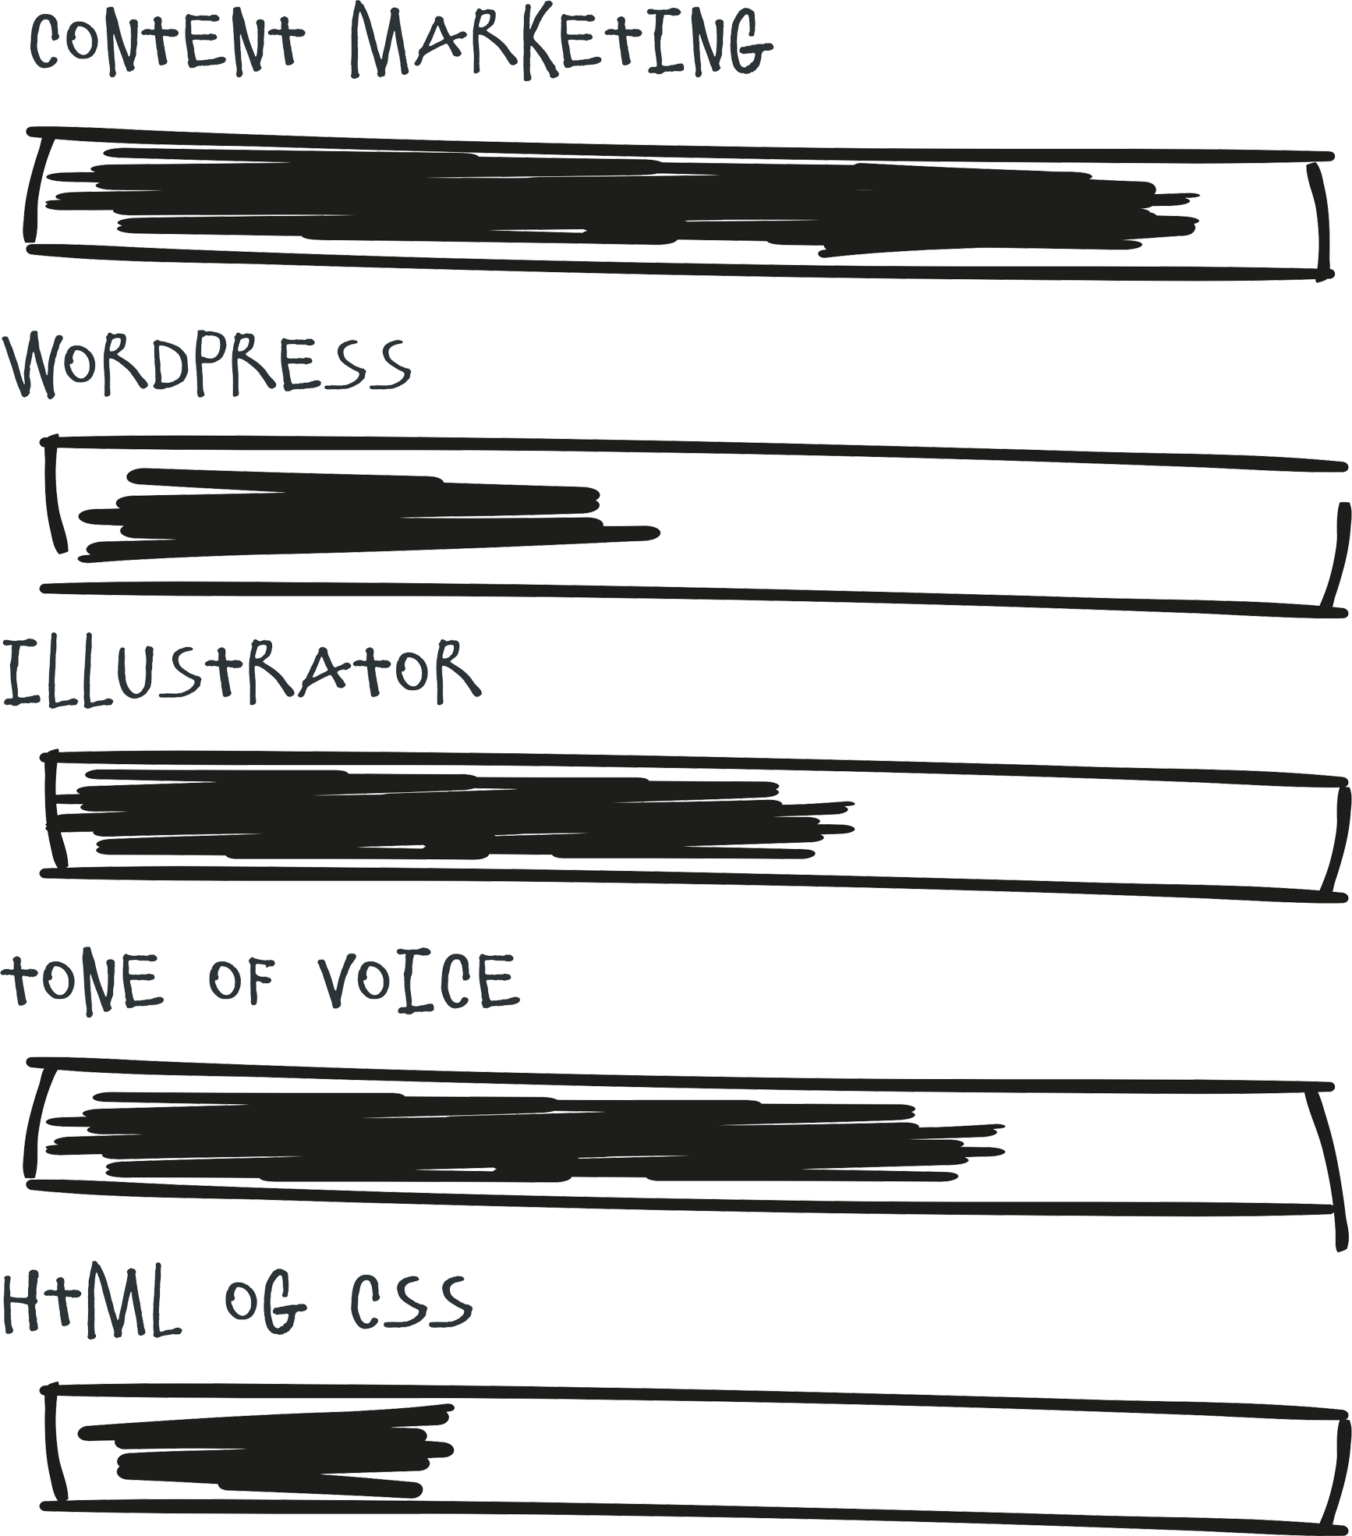 CONTENT MARKETING
WORDPRESS
ILLUSTRATOR
TONE OF VOICE
HTML OG CSS